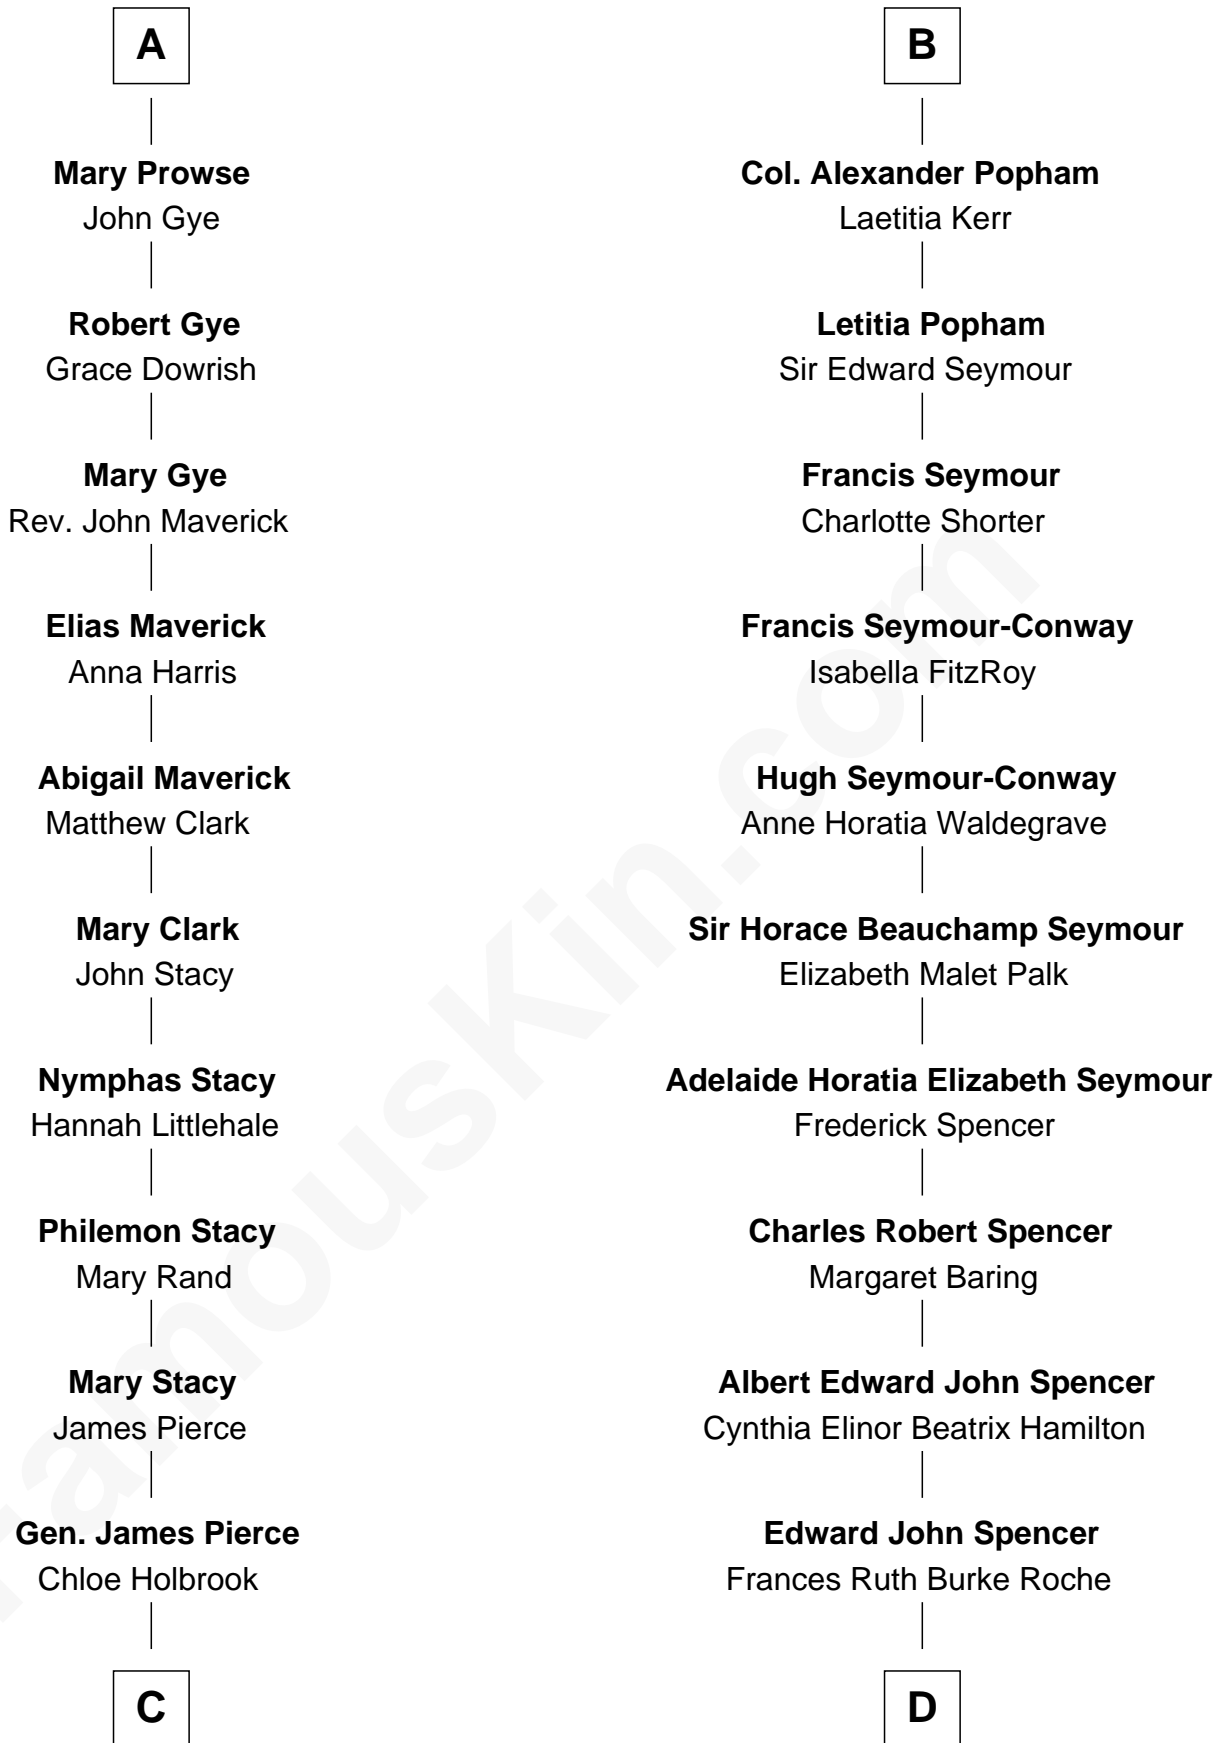 A
Mary Prowse
John Gye
Robert Gye
Grace Dowrish
Mary Gye
Rev. John Maverick
Elias Maverick
Anna Harris
Abigail Maverick
Matthew Clark
Mary Clark
John Stacy
Nymphas Stacy
Hannah Littlehale
Philemon Stacy
Mary Rand
Mary Stacy
James Pierce
Gen. James Pierce
Chloe Holbrook
C
B
Col. Alexander Popham
Laetitia Kerr
Letitia Popham
Sir Edward Seymour
Francis Seymour
Charlotte Shorter
Francis Seymour-Conway
Isabella FitzRoy
Hugh Seymour-Conway
Anne Horatia Waldegrave
Sir Horace Beauchamp Seymour
Elizabeth Malet Palk
Adelaide Horatia Elizabeth Seymour
Frederick Spencer
Charles Robert Spencer
Margaret Baring
Albert Edward John Spencer
Cynthia Elinor Beatrix Hamilton
Edward John Spencer
Frances Ruth Burke Roche
D
FamousKin.com